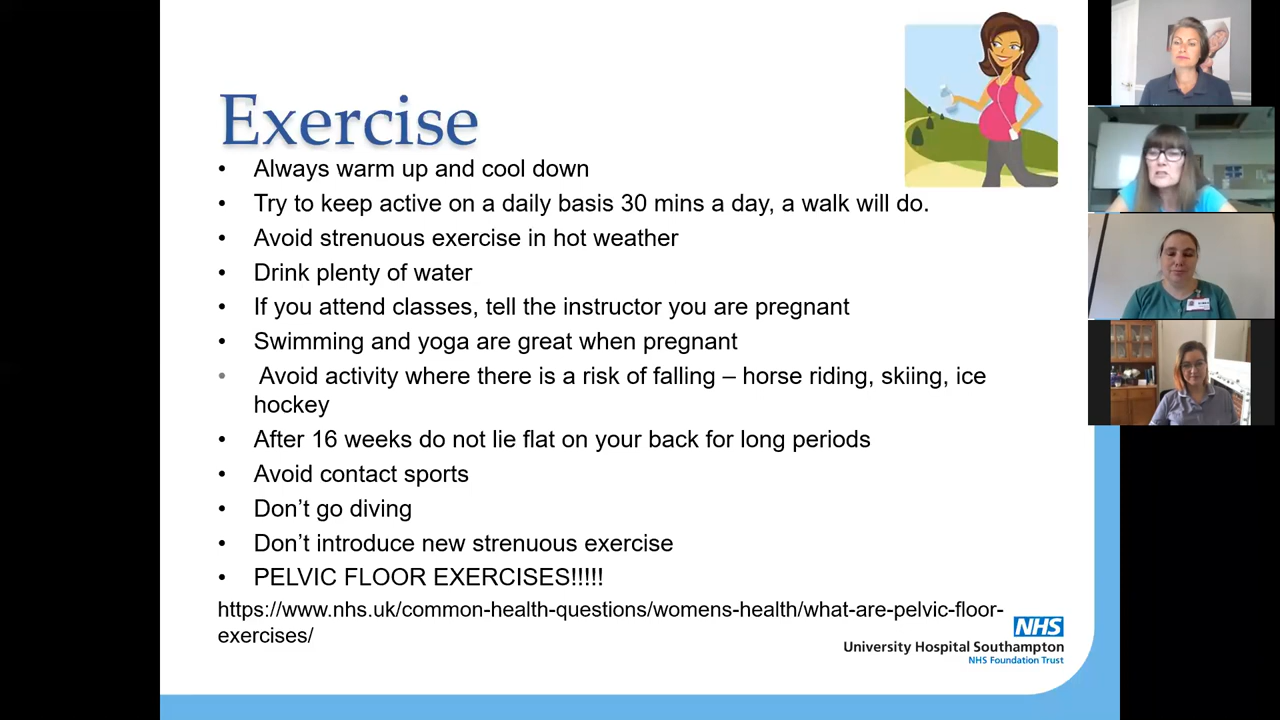 Exercise
• Always warm up and cool down
• Try to keep active on a daily basis 30 mins a day, a walk will do.
• Avoid strenuous exercise in hot weather
• Drink plenty of water
• If you attend classes, tell the instructor you are pregnant
• Swimming and yoga are great when pregnant
• Avoid activity where there is a risk of falling – horse riding, skiing, ice
hockey
• After 16 weeks do not lie flat on your back for long periods
• Avoid contact sports
• Don’t go diving
• Don’t introduce new strenuous exercise
• PELVIC FLOOR EXERCISES!!!!!
https://www.nhs.uk/common-health-questions/womens-health/what-are-pelvic-floor-
exercises/
NHS
University Hospital Southampton
NHS Foundation Trust